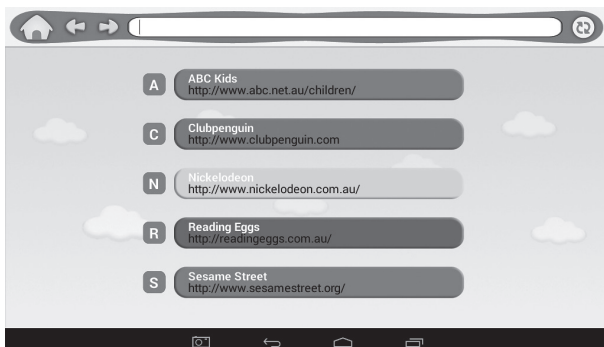 A
ABC Kids
http://www.abc.net.au/children/
C
Clubpenguin
http://www.clubpenguin.com
N
Nickelodeon
http://www.nickelodeon.com.au/
R
Reading Eggs
http://readingeggs.com.au/
S
Sesame Street
http://www.sesamestreet.org/